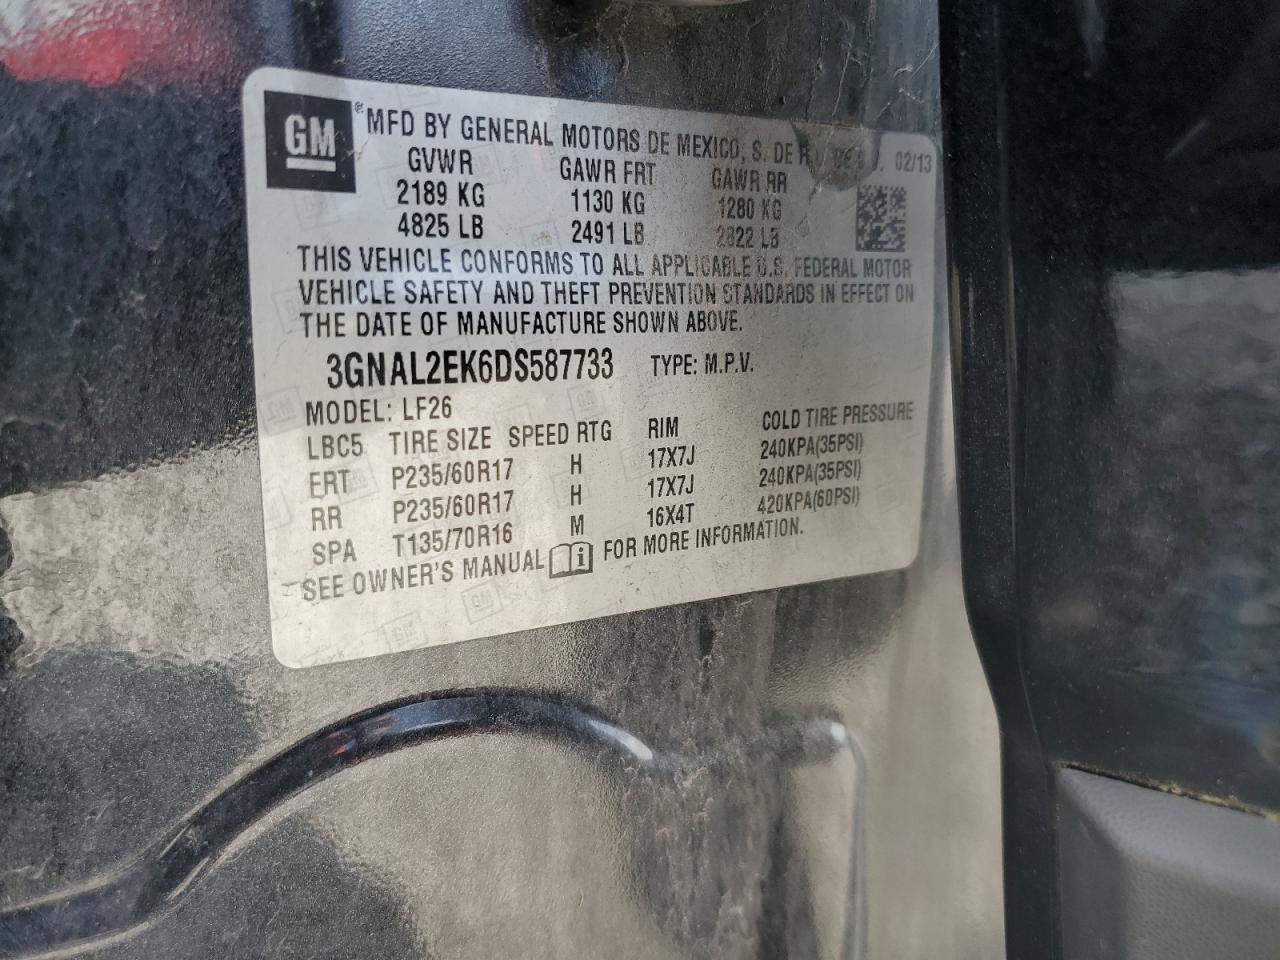 GM
® MFD BY GENERAL MOTORS DE MEXICO, S. DE R 02/13
GVWR GAWR FRT GAWR RR
2189 KG 1130 KG 1280 KG
4825 LB 2491 LB 2822 LB
THIS VEHICLE CONFORMS TO ALL APPLICABLE U.S. FEDERAL MOTOR
VEHICLE SAFETY AND THEFT PREVENTION STANDARDS IN EFFECT ON
THE DATE OF MANUFACTURE SHOWN ABOVE.
3GNAL2EK6DS587733 TYPE: M.P.V.
MODEL: LF26
LBC5 TIRE SIZE SPEED RTG RIM COLD TIRE PRESSURE
FRT P235/60R17 H 17X7J 240KPA(35PSI)
RR P235/60R17 H 17X7J 240KPA(35PSI)
SPA T135/70R16 M 16X4T 420KPA(60PSI)
SEE OWNER'S MANUAL i FOR MORE INFORMATION.